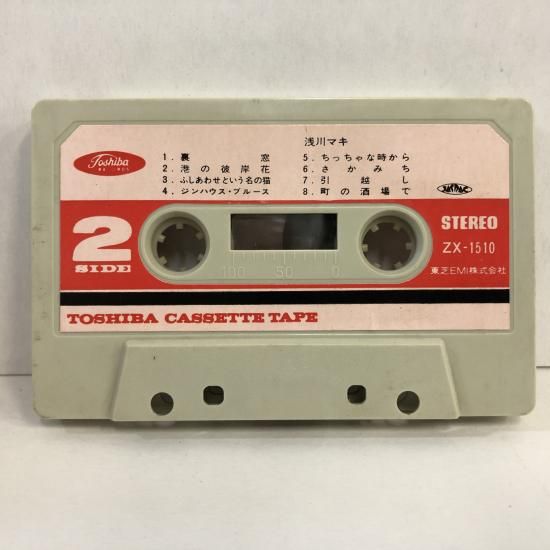 Toshiba
浅川マキ
1. 裏窓
2. 港の彼岸花
3. ふしあわせという名の猫
4. ジンハウス・ブルース
5. ちっちゃな時から
6. さかみち
7. 引越し
8. 町の酒場で
2
SIDE
100 50 0
STEREO
ZX-1510
東芝EMI株式会社
TOSHIBA CASSETTE TAPE